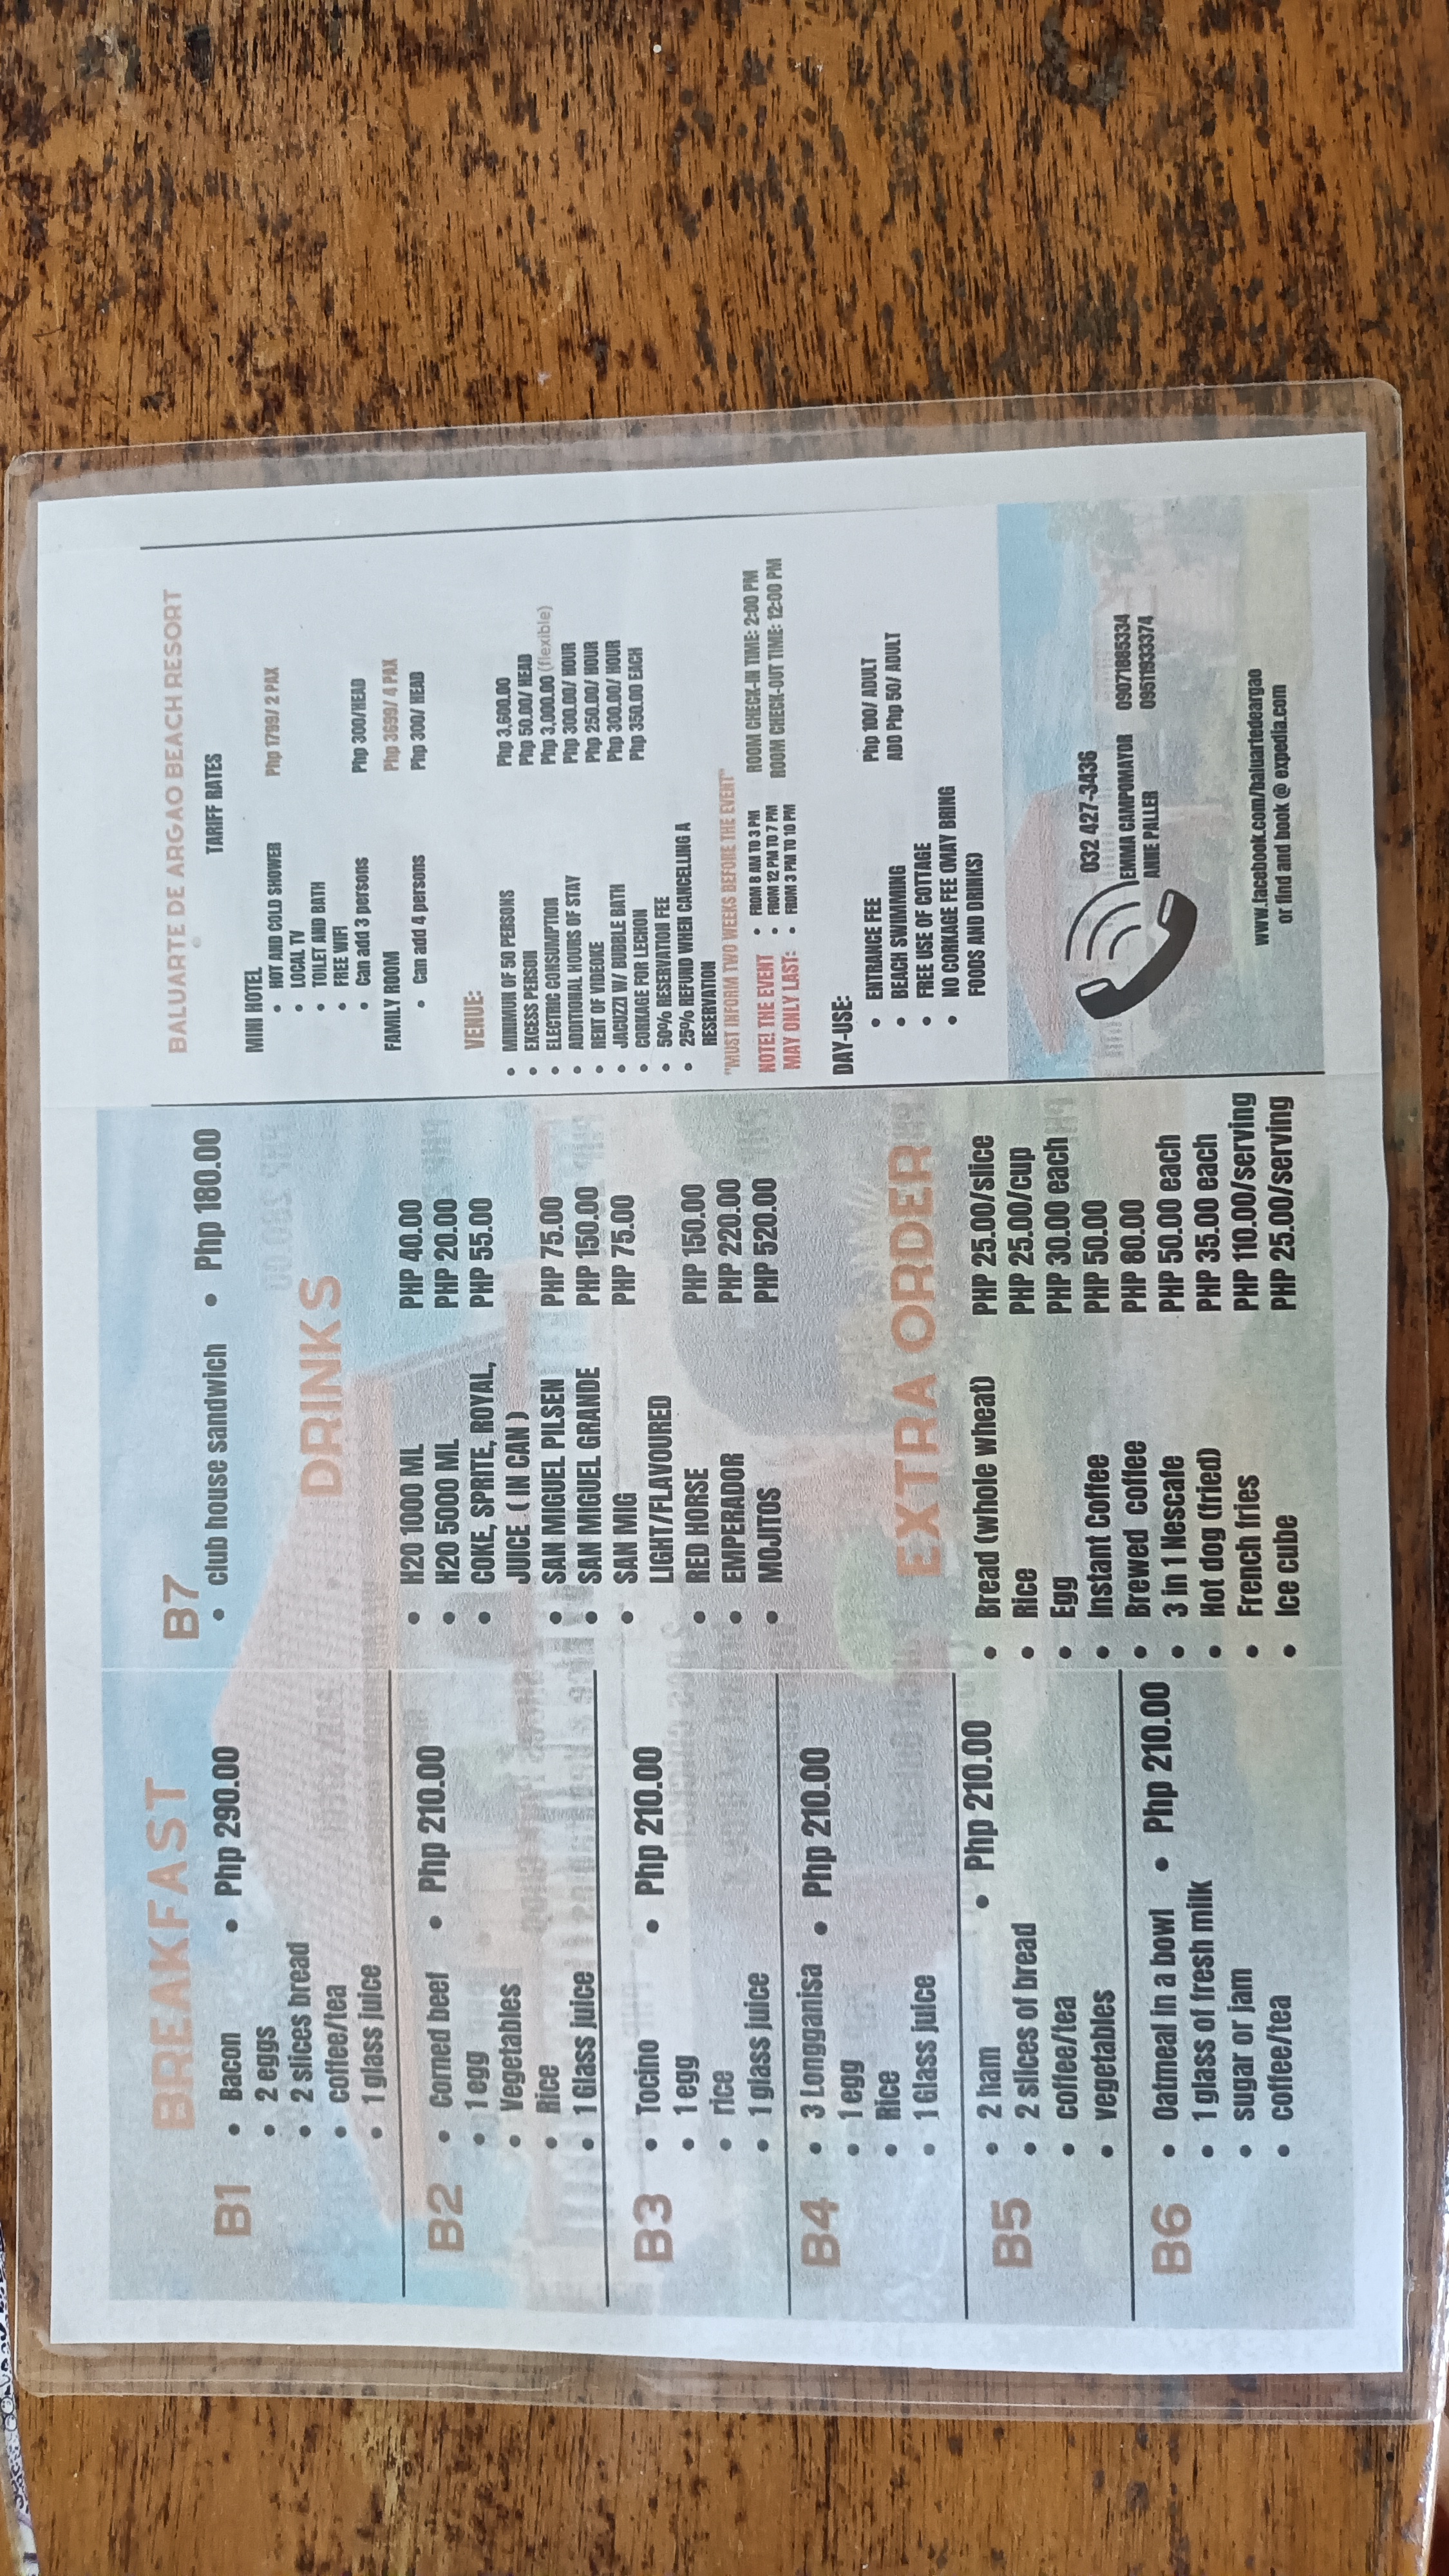 BREAKFAST
B1
• Bacon • Php 290.00
• 2 eggs
• 2 slices bread
• coffee/tea
• 1 glass juice
B2
• Corned beef • Php 210.00
• 1 egg
• Vegetables
• Rice
• 1 Glass juice
B3
• Tocino • Php 210.00
• 1 egg
• rice
• 1 glass juice
B4
• 3 Longganisa • Php 210.00
• 1 egg
• Rice
• 1 Glass juice
B5
• 2 ham • Php 210.00
• 2 slices of bread
• coffee/tea
• vegetables
B6
• Oatmeal in a bowl • Php 210.00
• 1 glass of fresh milk
• sugar or jam
• coffee/tea
B7
• club house sandwich • Php 180.00
DRINKS
• H20 1000 ML PHP 40.00
• H20 5000 ML PHP 20.00
• COKE, SPRITE, ROYAL, PHP 55.00
JUICE ( IN CAN )
• SAN MIGUEL PILSEN PHP 75.00
• SAN MIGUEL GRANDE PHP 150.00
• SAN MIG PHP 75.00
LIGHT/FLAVOURED
• RED HORSE PHP 150.00
• EMPERADOR PHP 220.00
• MOJITOS PHP 520.00
EXTRA ORDER
• Bread (whole wheat) PHP 25.00/slice
• Rice PHP 25.00/cup
• Egg PHP 30.00 each
• Instant Coffee PHP 50.00
• Brewed coffee PHP 80.00
• 3 in 1 Nescafe PHP 50.00 each
• Hot dog (fried) PHP 35.00 each
• French fries PHP 110.00/serving
• Ice cube PHP 25.00/serving
BALUARTE DE ARGAO BEACH RESORT
TARIFF RATES
MINI HOTEL
• HOT AND COLD SHOWER Php 1799/ 2 PAX
• LOCAL TV
• TOILET AND BATH
• FREE WIFI
• Can add 3 persons Php 300/HEAD
FAMILY ROOM Php 3699/ 4 PAX
• Can add 4 persons Php 300/ HEAD
VENUE:
• MINIMUN OF 50 PERSONS Php 3,600.00
• EXCESS PERSON Php 50.00/ HEAD
• ELECTRIC CONSUMPTION Php 3,000.00 (flexible)
• ADDITIONAL HOURS OF STAY Php 300.00/ HOUR
• RENT OF VIDEOKE Php 250.00/ HOUR
• JACUZZI W/ BUBBLE BATH Php 300.00/ HOUR
• CORKAGE FOR LECHON Php 350.00 EACH
• 50% RESERVATION FEE
• 25% REFUND WHEN CANCELLING A
RESERVATION
"MUST INFORM TWO WEEKS BEFORE THE EVENT"
NOTE! THE EVENT
MAY ONLY LAST:
• FROM 8 AM TO 3 PM
• FROM 12 PM TO 7 PM
• FROM 3 PM TO 10 PM
ROOM CHECK-IN TIME: 2:00 PM
ROOM CHECK-OUT TIME: 12:00 PM
DAY-USE:
• ENTRANCE FEE Php 100/ ADULT
• BEACH SWIMMING ADD Php 50/ ADULT
• FREE USE OF COTTAGE
• NO CORKAGE FEE (MAY BRING
FOODS AND DRINKS)
032 427-3436
EMMA CAMPOMAYOR 09071885334
ANNE PALLER 09511933374
www.facebook.com/baluartedeargao
or find and book @ expedia.com